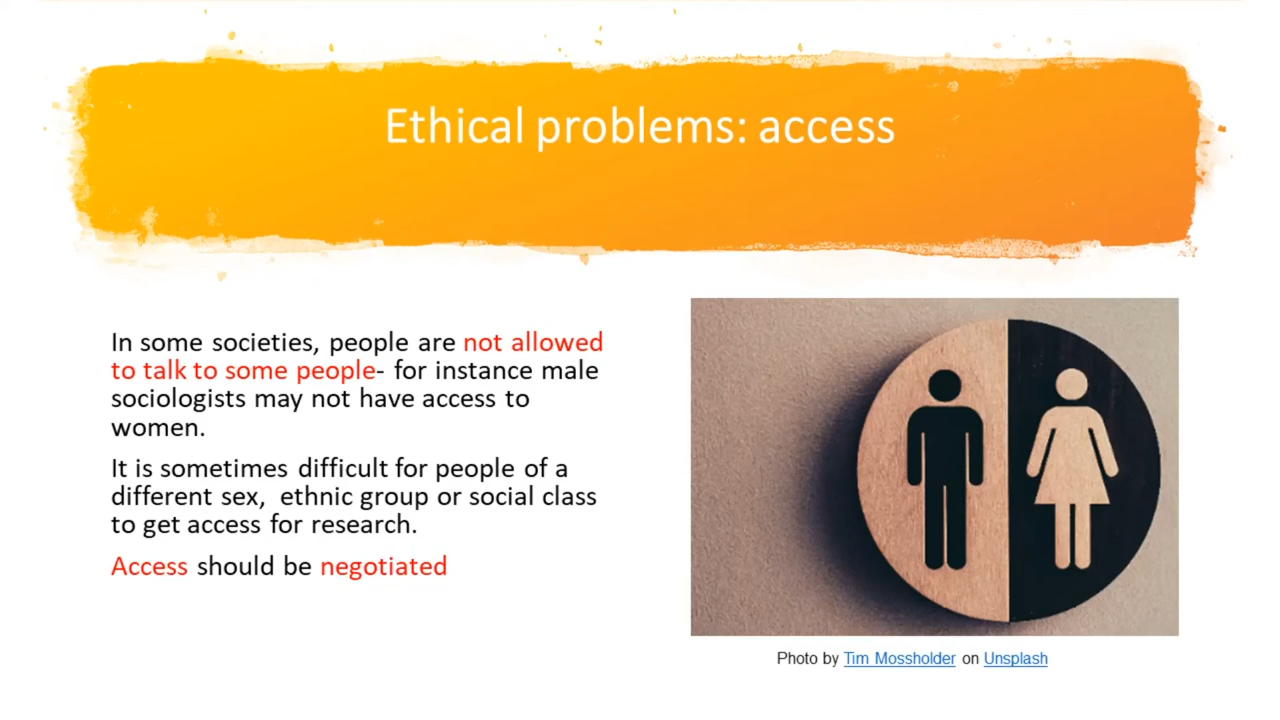 Ethical problems: access
In some societies, people are not allowed
to talk to some people- for instance male
sociologists may not have access to
women.
It is sometimes difficult for people of a
different sex, ethnic group or social class
to get access for research.
Access should be negotiated
Photo by Tim Mossholder on Unsplash